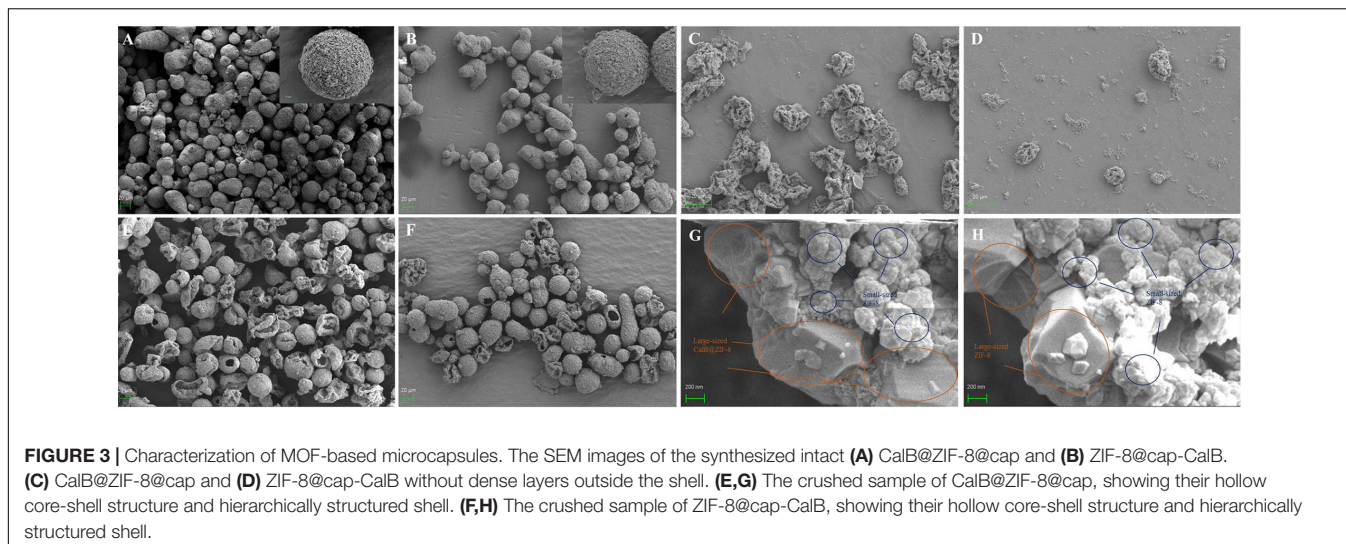 A
B
C
D
20 µm
20 µm
E
F
G
H
Small-sized
ZIF-8
Large-sized
CalB@ZIF-8
Small-sized
ZIF-8
Large-sized
ZIF-8
20 µm
200 nm
200 nm
FIGURE 3 | Characterization of MOF-based microcapsules. The SEM images of the synthesized intact (A) CalB@ZIF-8@cap and (B) ZIF-8@cap-CalB.
(C) CalB@ZIF-8@cap and (D) ZIF-8@cap-CalB without dense layers outside the shell. (E,G) The crushed sample of CalB@ZIF-8@cap, showing their hollow
core-shell structure and hierarchically structured shell. (F,H) The crushed sample of ZIF-8@cap-CalB, showing their hollow core-shell structure and hierarchically
structured shell.